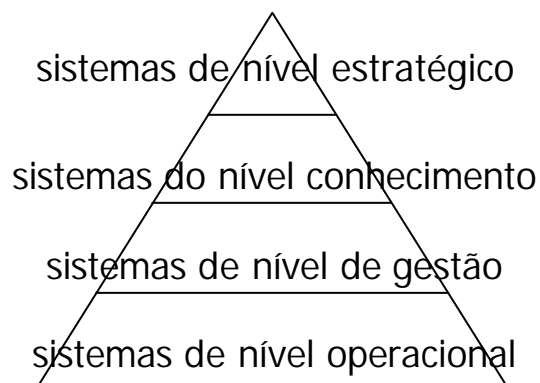 sistemas de nível estratégico
sistemas do nível conhecimento
sistemas de nível de gestão
sistemas de nível operacional